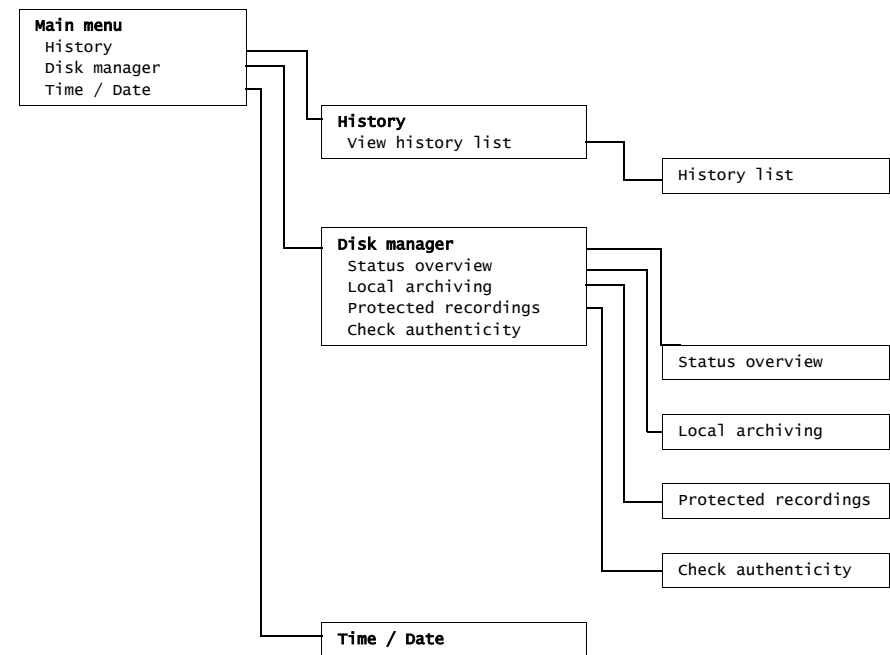 Main menu
History
Disk manager
Time / Date
History
View history list
History list
Disk manager
Status overview
Local archiving
Protected recordings
Check authenticity
Status overview
Local archiving
Protected recordings
Check authenticity
Time / Date